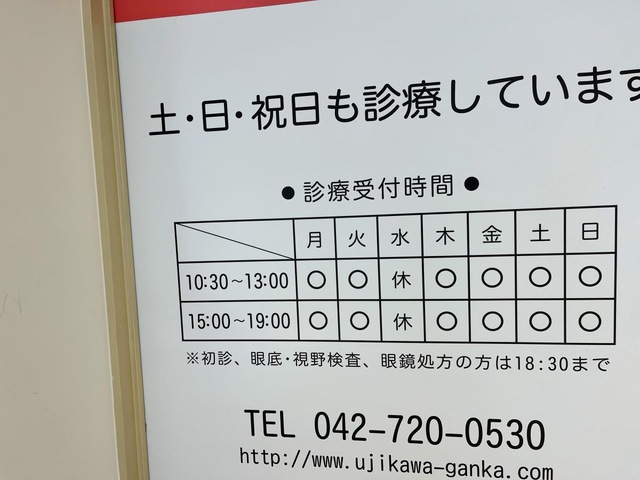 土・日・祝日も診療しています
●診療受付時間●
月 火 水 木 金 土 日
10:30〜13:00 ○ ○ 休 ○ ○ ○ ○
15:00〜19:00 ○ ○ 休 ○ ○ ○ ○
※初診、眼底・視野検査、眼鏡処方の方は18:30まで
TEL 042-720-0530
http://www.ujikawa-ganka.com